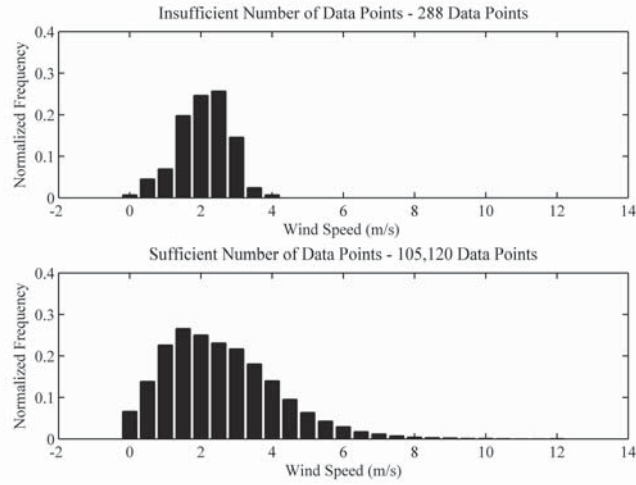 Insufficient Number of Data Points - 288 Data Points
Normalized Frequency
0.4
0.3
0.2
0.1
0
-2 0 2 4 6 8 10 12 14
Wind Speed (m/s)
Sufficient Number of Data Points - 105,120 Data Points
Normalized Frequency
0.4
0.3
0.2
0.1
0
-2 0 2 4 6 8 10 12 14
Wind Speed (m/s)